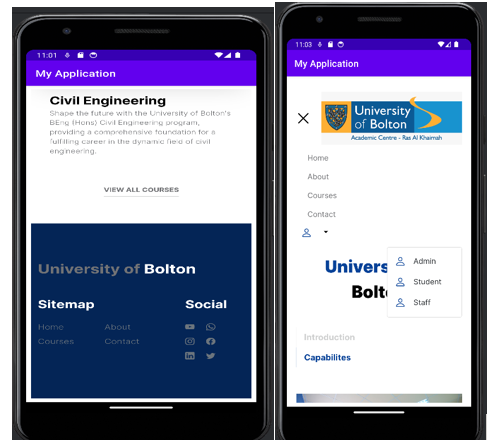 11:01
My Application
Civil Engineering
Shape the future with the University of Bolton's
BEng (Hons) Civil Engineering program,
providing a comprehensive foundation for a
fulfilling career in the dynamic field of civil
engineering.
VIEW ALL COURSES
University of Bolton
Sitemap
Social
Home
About
Courses
Contact
11:03
My Application
University
of Bolton
Academic Centre - Ras Al Khaimah
Home
About
Courses
Contact
Admin
Student
Staff
Univers
Bolt
Introduction
Capabilites